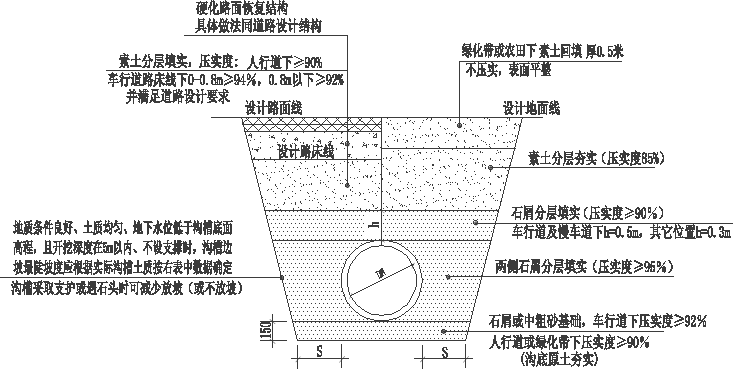 硬化路面恢复结构
具体做法同道路设计结构
素土分层填实，压实度：人行道下≥90%
车行道路床线下0-0.8m≥94%，0.8m以下≥92%
并满足道路设计要求
绿化带或农田下素土回填 厚0.5米
不压实，表面平整
设计路面线
设计地面线
设计路床线
素土分层夯实（压实度85%）
h
石屑分层填实（压实度≥90%）
车行道及慢车道下h=0.5m，其它位置h=0.3m
地质条件良好、土质均匀、地下水位低于沟槽底面
高程，且开挖深度在5m以内、不设支撑时，沟槽边
坡最陡坡度应根据实际沟槽土质按右表中数据确定
沟槽采取支护或遇石头时可减少放坡（或不放坡）
DN
两侧石屑分层填实（压实度≥95%）
150
石屑或中粗砂基础，车行道下压实度≥92%
人行道或绿化带下压实度≥90%
（沟底原土夯实）
S
S